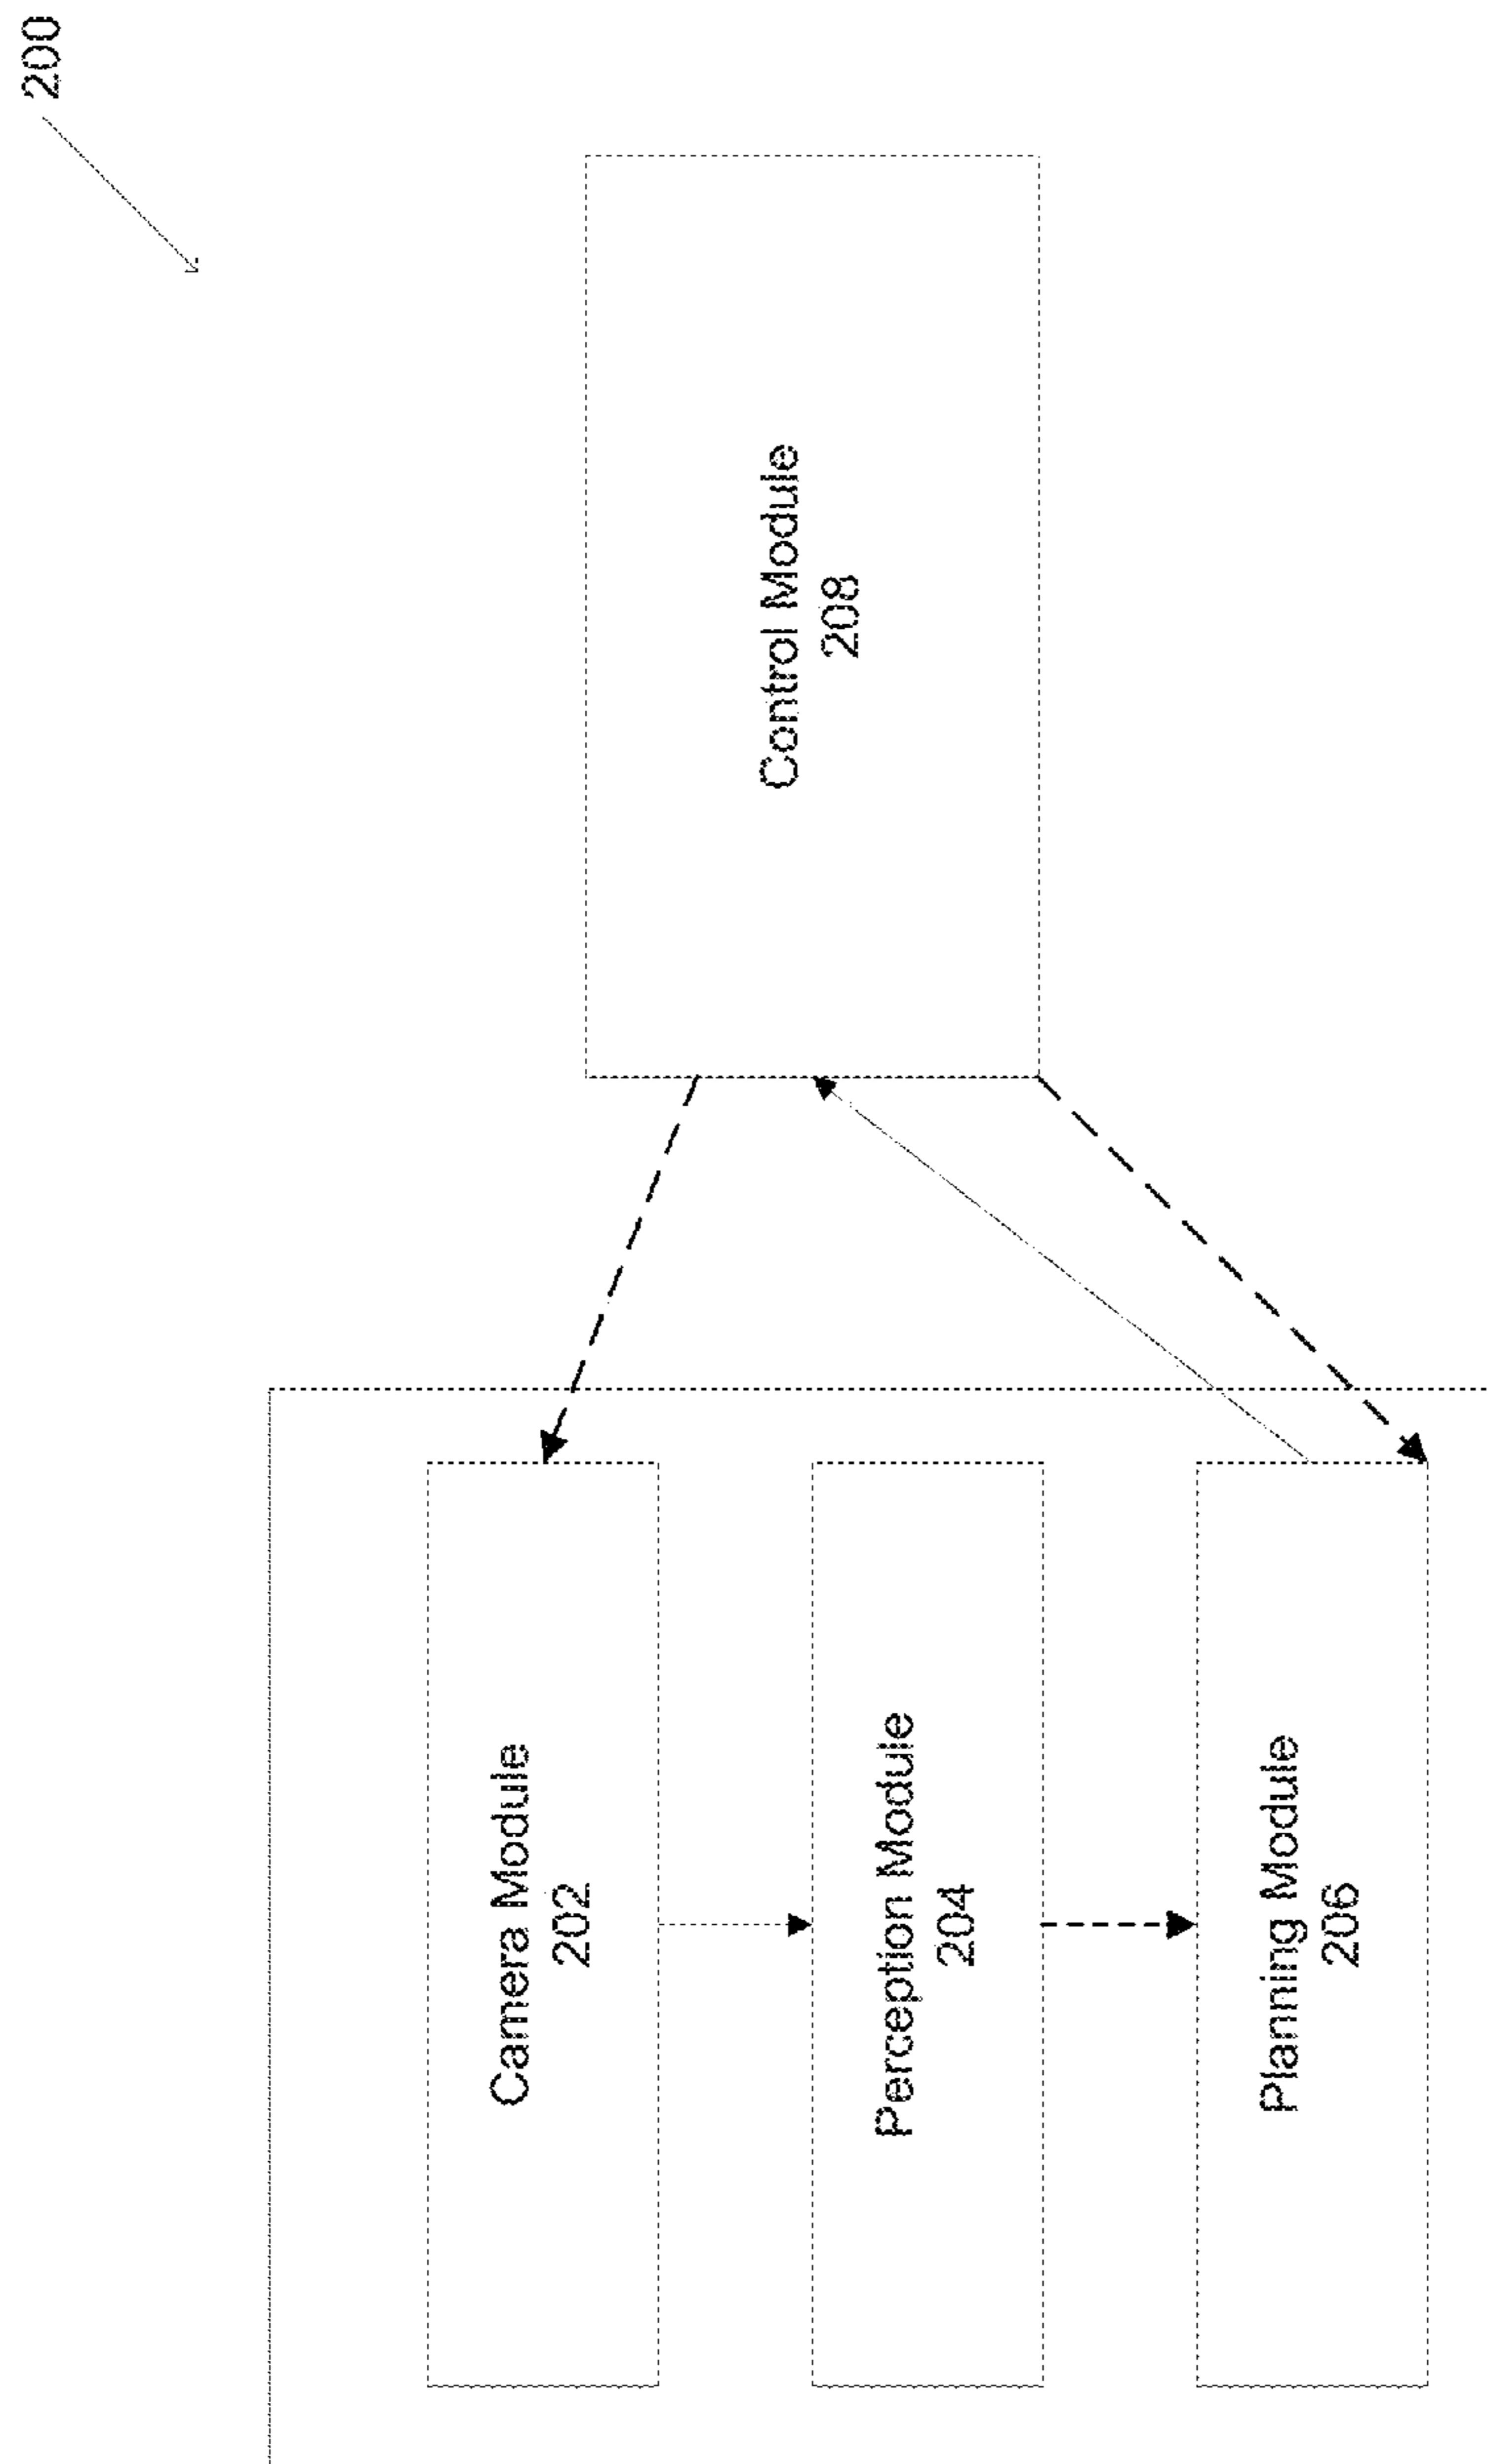 200
Camera Module
202
Perception Module
204
Planning Module
206
Control Module
208